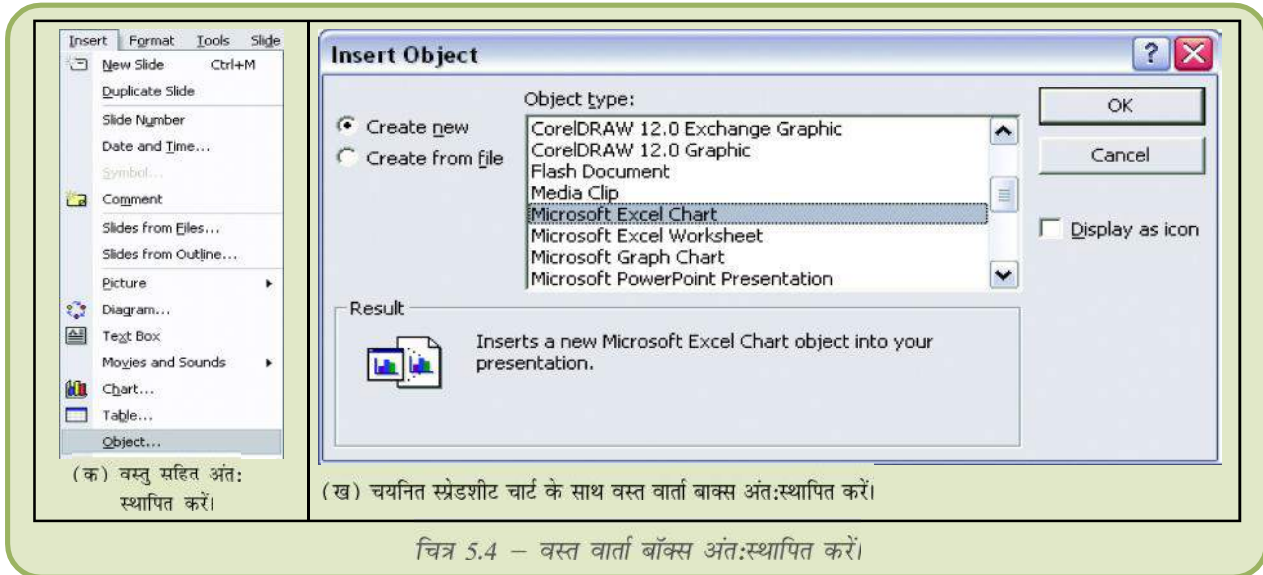 Insert Format Tools Slide
New Slide Ctrl+M
Duplicate Slide
Slide Number
Date and Time...
Symbol...
Comment
Slides from Files...
Slides from Outline...
Picture
Diagram...
Text Box
Movies and Sounds
Chart...
Table...
Object...
(क) वस्तु सहित अंत:
स्थापित करें।
Insert Object
Object type:
Create new
Create from file
CorelDRAW 12.0 Exchange Graphic
CorelDRAW 12.0 Graphic
Flash Document
Media Clip
Microsoft Excel Chart
Microsoft Excel Worksheet
Microsoft Graph Chart
Microsoft PowerPoint Presentation
OK
Cancel
Display as icon
Result
Inserts a new Microsoft Excel Chart object into your
presentation.
(ख) चयनित स्प्रेडशीट चार्ट के साथ वस्त वार्ता बाक्स अंत:स्थापित करें।
चित्र 5.4 – वस्त वार्ता बॉक्स अंत:स्थापित करें।